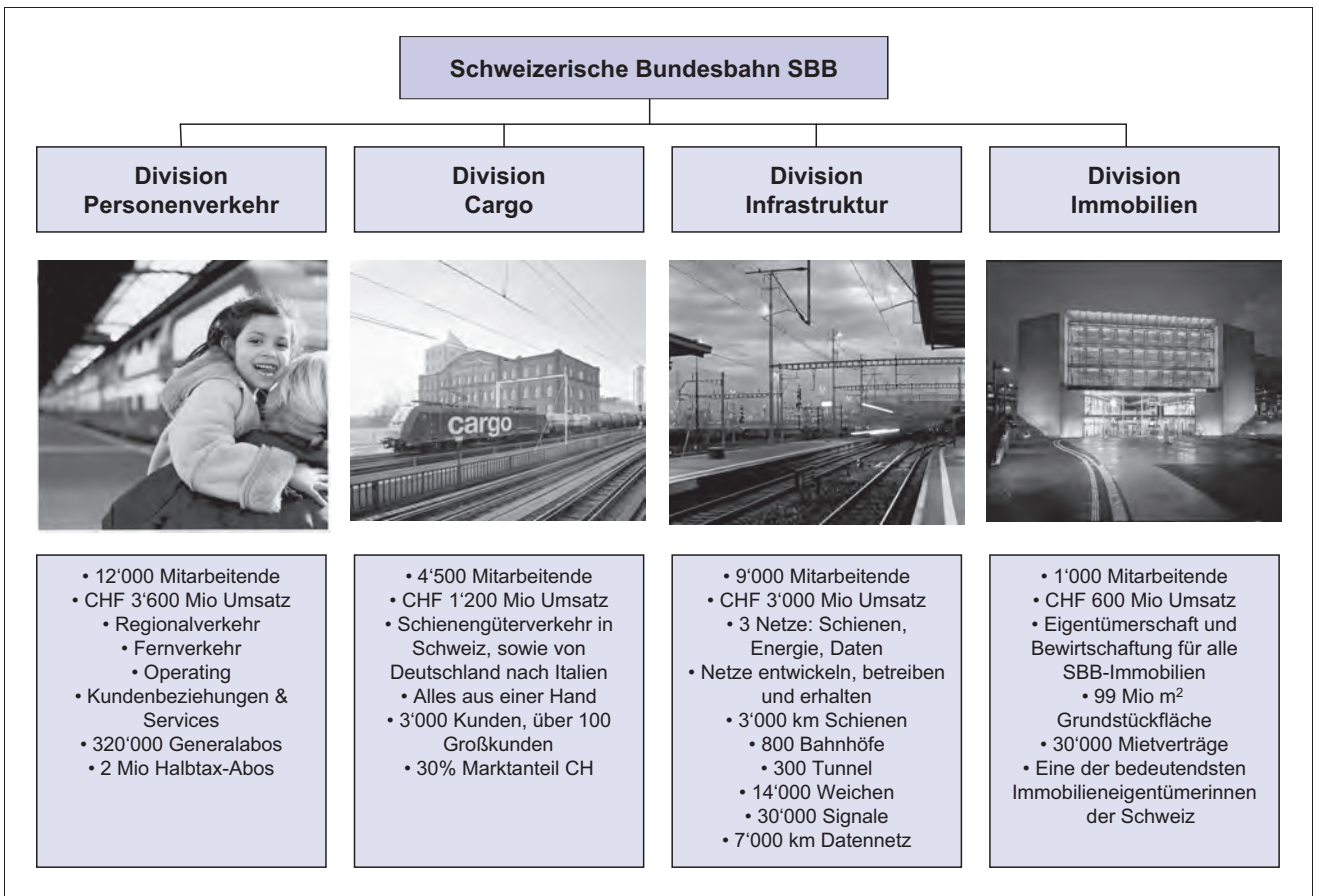 Schweizerische Bundesbahn SBB
Division
Personenverkehr
Division
Cargo
Division
Infrastruktur
Division
Immobilien
cargo
• 12‘000 Mitarbeitende
• CHF 3‘600 Mio Umsatz
• Regionalverkehr
• Fernverkehr
• Operating
• Kundenbeziehungen &
Services
• 320‘000 Generalabos
• 2 Mio Halbtax-Abos
• 4‘500 Mitarbeitende
• CHF 1‘200 Mio Umsatz
• Schienengüterverkehr in
Schweiz, sowie von
Deutschland nach Italien
• Alles aus einer Hand
• 3‘000 Kunden, über 100
Großkunden
• 30% Marktanteil CH
• 9‘000 Mitarbeitende
• CHF 3‘000 Mio Umsatz
• 3 Netze: Schienen,
Energie, Daten
• Netze entwickeln, betreiben
und erhalten
• 3‘000 km Schienen
• 800 Bahnhöfe
• 300 Tunnel
• 14‘000 Weichen
• 30‘000 Signale
• 7‘000 km Datennetz
• 1‘000 Mitarbeitende
• CHF 600 Mio Umsatz
• Eigentümerschaft und
Bewirtschaftung für alle
SBB-Immobilien
• 99 Mio m²
Grundstückfläche
• 30‘000 Mietverträge
• Eine der bedeutendsten
Immobilieneigentümerinnen
der Schweiz